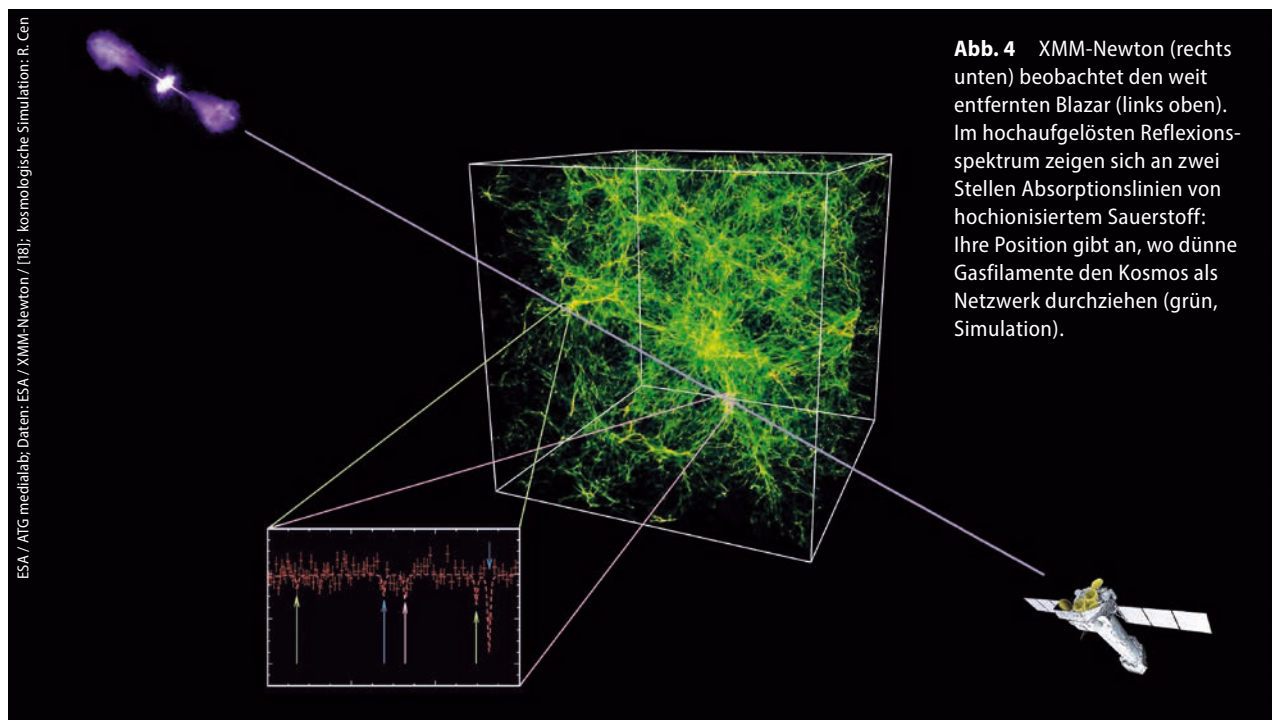 ESA / ATG medialab; Daten: ESA / XMM-Newton / [18]; kosmologische Simulation: R. Cen
Abb. 4 XMM-Newton (rechts
unten) beobachtet den weit
entfernten Blazar (links oben).
Im hochaufgelösten Reflexions-
spektrum zeigen sich an zwei
Stellen Absorptionslinien von
hochionisiertem Sauerstoff:
Ihre Position gibt an, wo dünne
Gasfilamente den Kosmos als
Netzwerk durchziehen (grün,
Simulation).